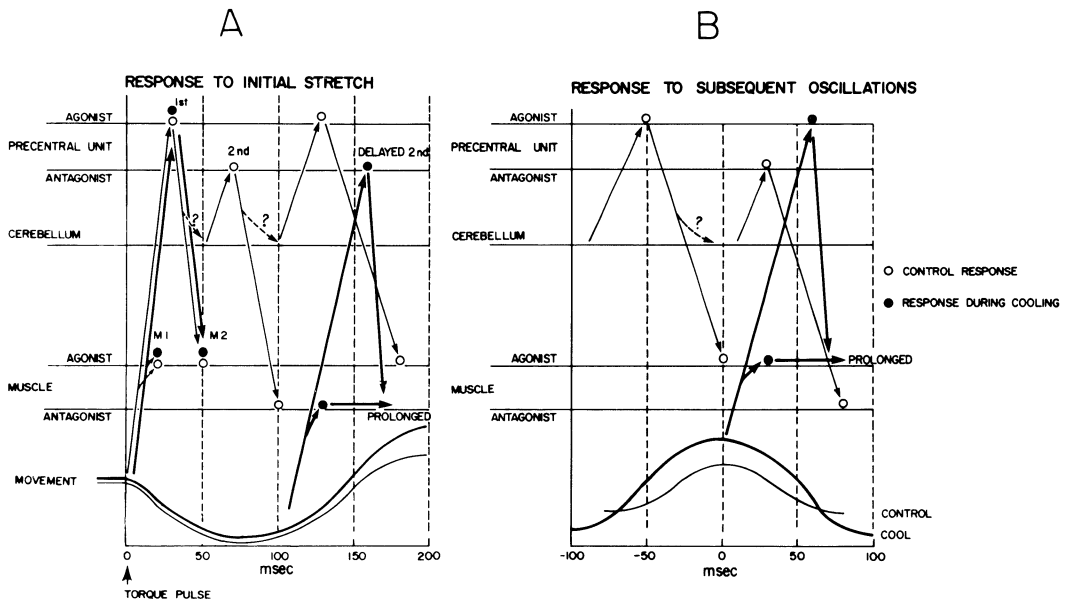 A
B
RESPONSE TO INITIAL STRETCH
RESPONSE TO SUBSEQUENT OSCILLATIONS
AGONIST
1st
PRECENTRAL UNIT
2nd
DELAYED 2nd
ANTAGONIST
?
?
CEREBELLUM
M1
M2
AGONIST
MUSCLE
ANTAGONIST
PROLONGED
MOVEMENT
0
50
100
150
200
msec
TORQUE PULSE
AGONIST
PRECENTRAL UNIT
ANTAGONIST
?
CEREBELLUM
CONTROL RESPONSE
RESPONSE DURING COOLING
AGONIST
PROLONGED
MUSCLE
ANTAGONIST
CONTROL
COOL
-100
-50
0
50
100
msec